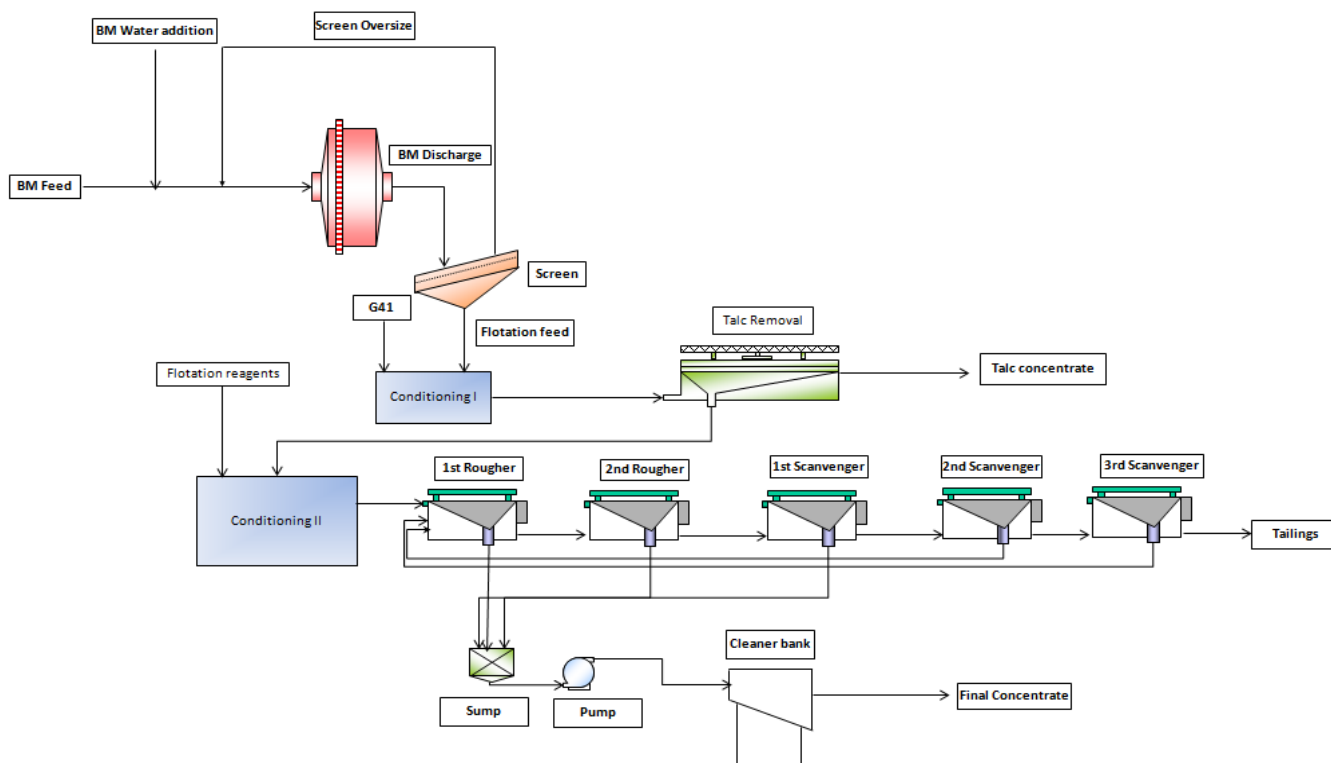 Screen Oversize
BM Water addition
BM Discharge
BM Feed
Screen
G41
Flotation feed
Talc Removal
Talc concentrate
Flotation reagents
Conditioning I
1st Rougher
2nd Rougher
1st Scanvenger
2nd Scanvenger
3rd Scanvenger
Conditioning II
Tailings
Cleaner bank
Final Concentrate
Sump
Pump